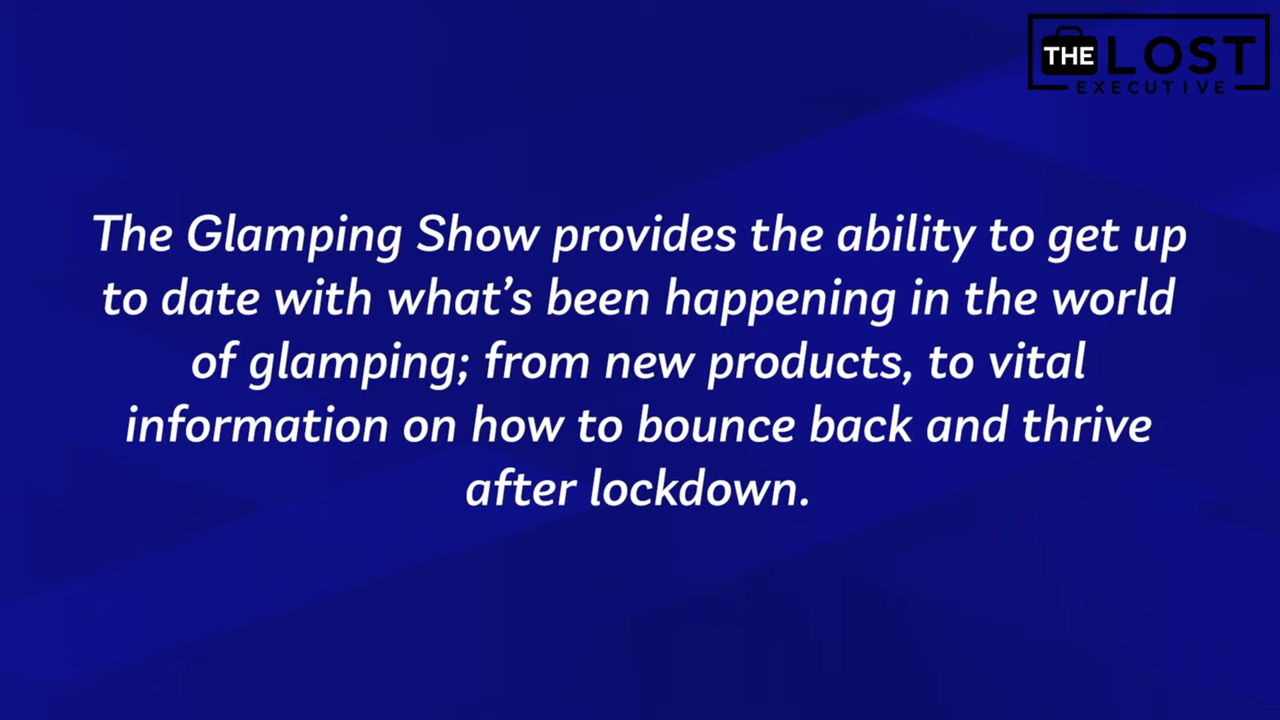 THE LOST
EXECUTIVE
The Glamping Show provides the ability to get up
to date with what’s been happening in the world
of glamping; from new products, to vital
information on how to bounce back and thrive
after lockdown.